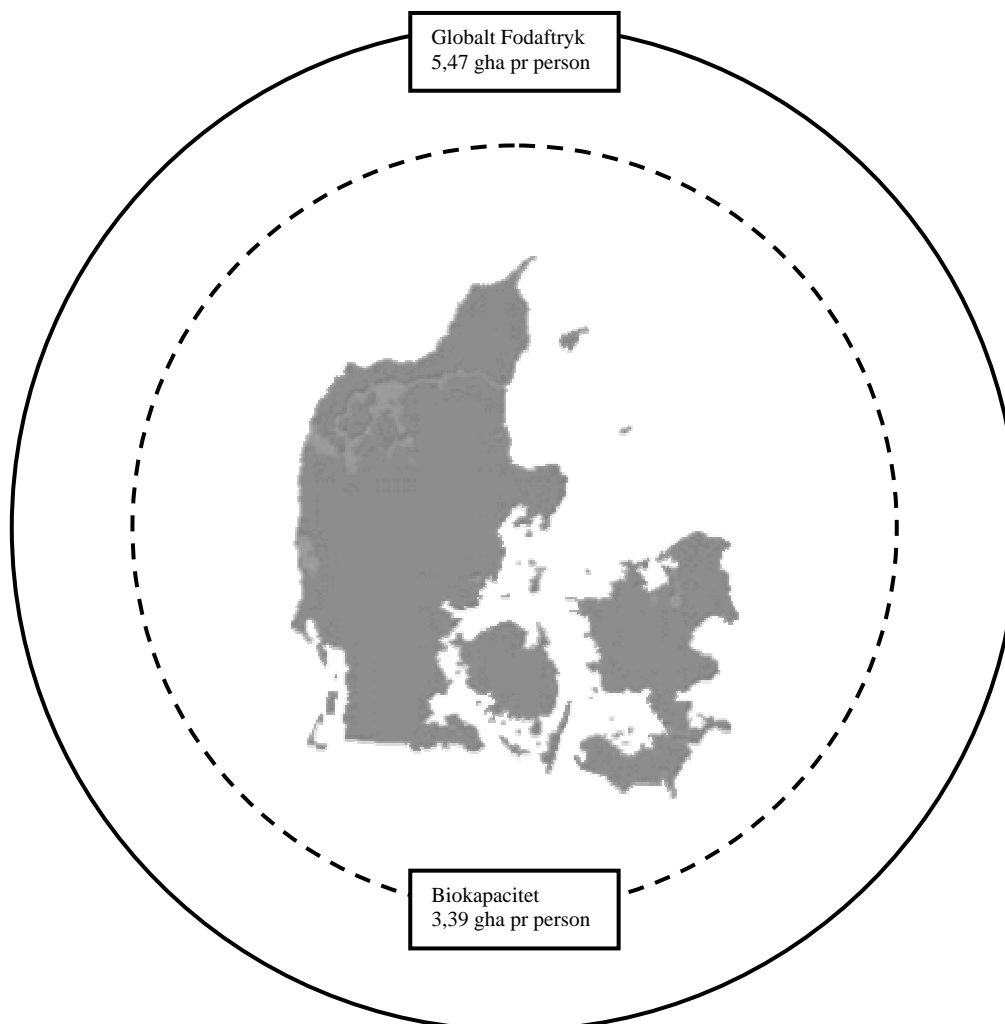 Globalt Fodaftryk
5,47 gha pr person
Biokapacitet
3,39 gha pr person